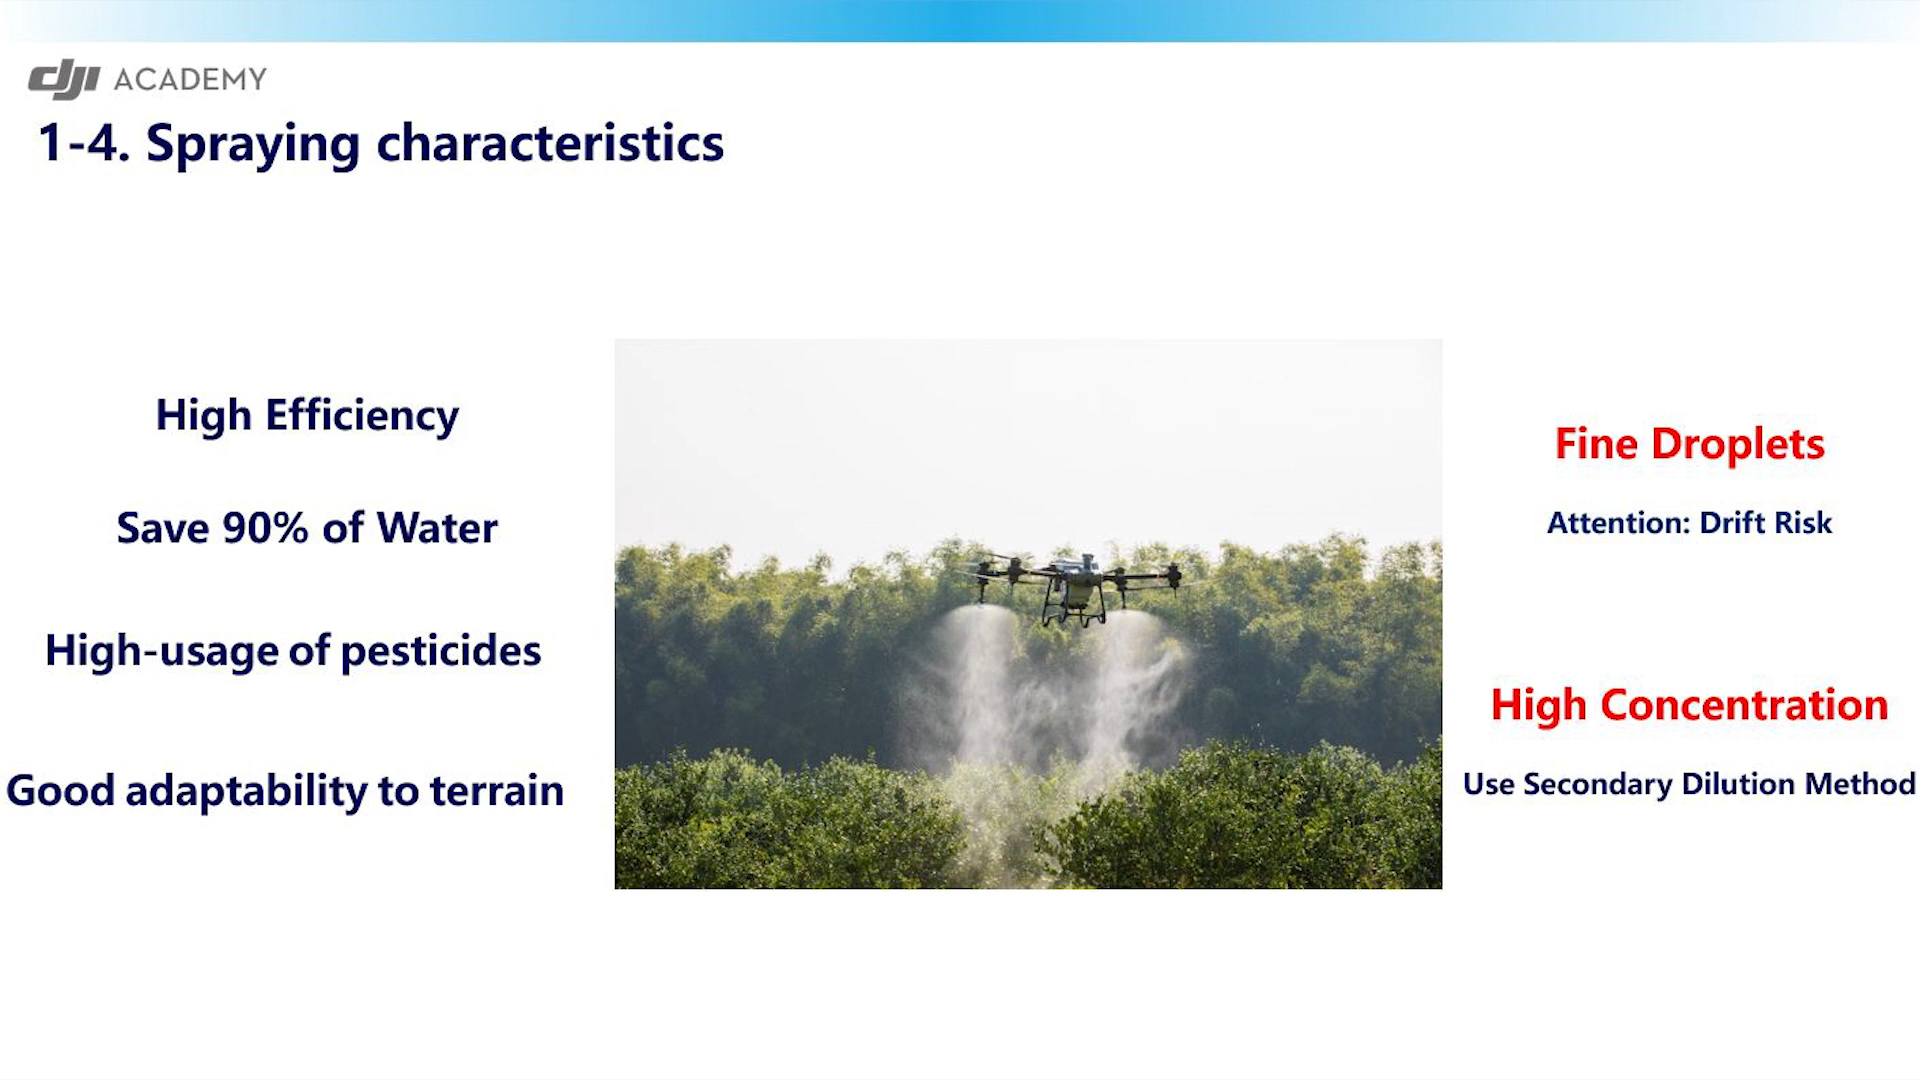 dji ACADEMY
1-4. Spraying characteristics
High Efficiency
Save 90% of Water
High-usage of pesticides
Good adaptability to terrain
Fine Droplets
Attention: Drift Risk
High Concentration
Use Secondary Dilution Method